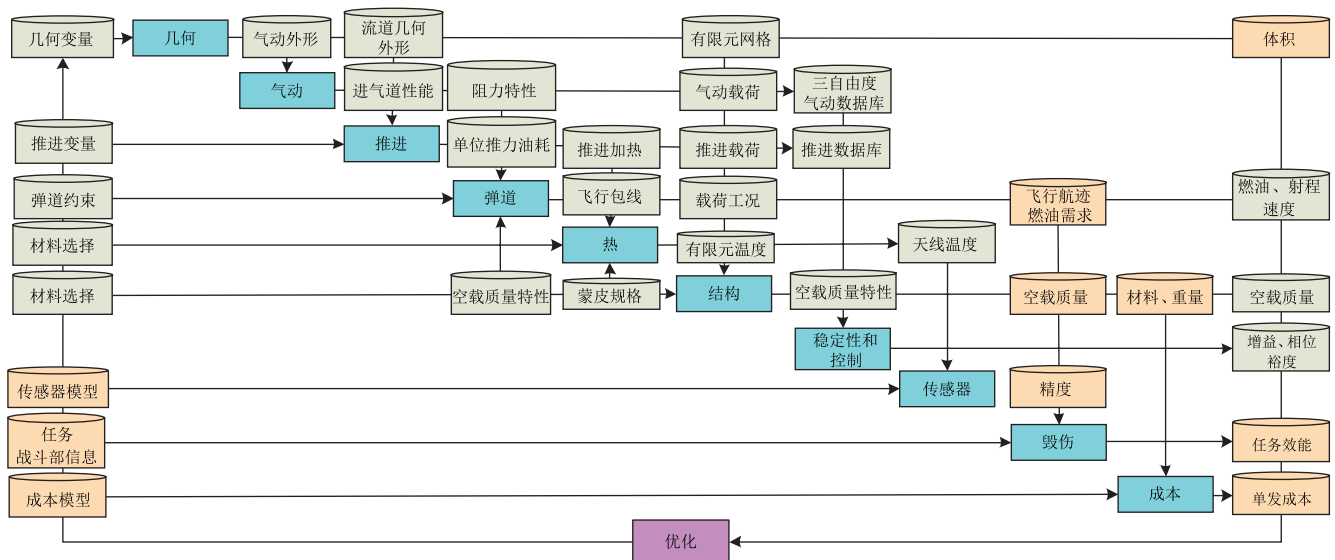 几何变量
几何
气动外形
流道几何
外形
有限元网格
体积
气动
进气道性能
阻力特性
气动载荷
三自由度
气动数据库
推进变量
推进
单位推力油耗
推进加热
推进载荷
推进数据库
弹道约束
弹道
飞行包线
载荷工况
飞行航迹
燃油需求
燃油、射程
速度
材料选择
热
有限元温度
天线温度
材料选择
空载质量特性
蒙皮规格
结构
空载质量特性
空载质量
材料、重量
空载质量
稳定性和
控制
增益、相位
裕度
传感器模型
传感器
精度
任务
战斗部信息
毁伤
任务效能
成本模型
成本
单发成本
优化